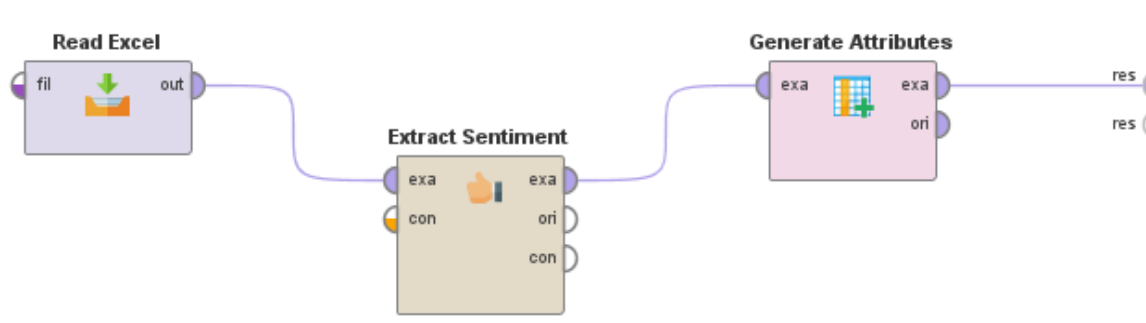 Read Excel
fil out
Extract Sentiment
exa exa
con ori
con
Generate Attributes
exa exa
ori
res
res